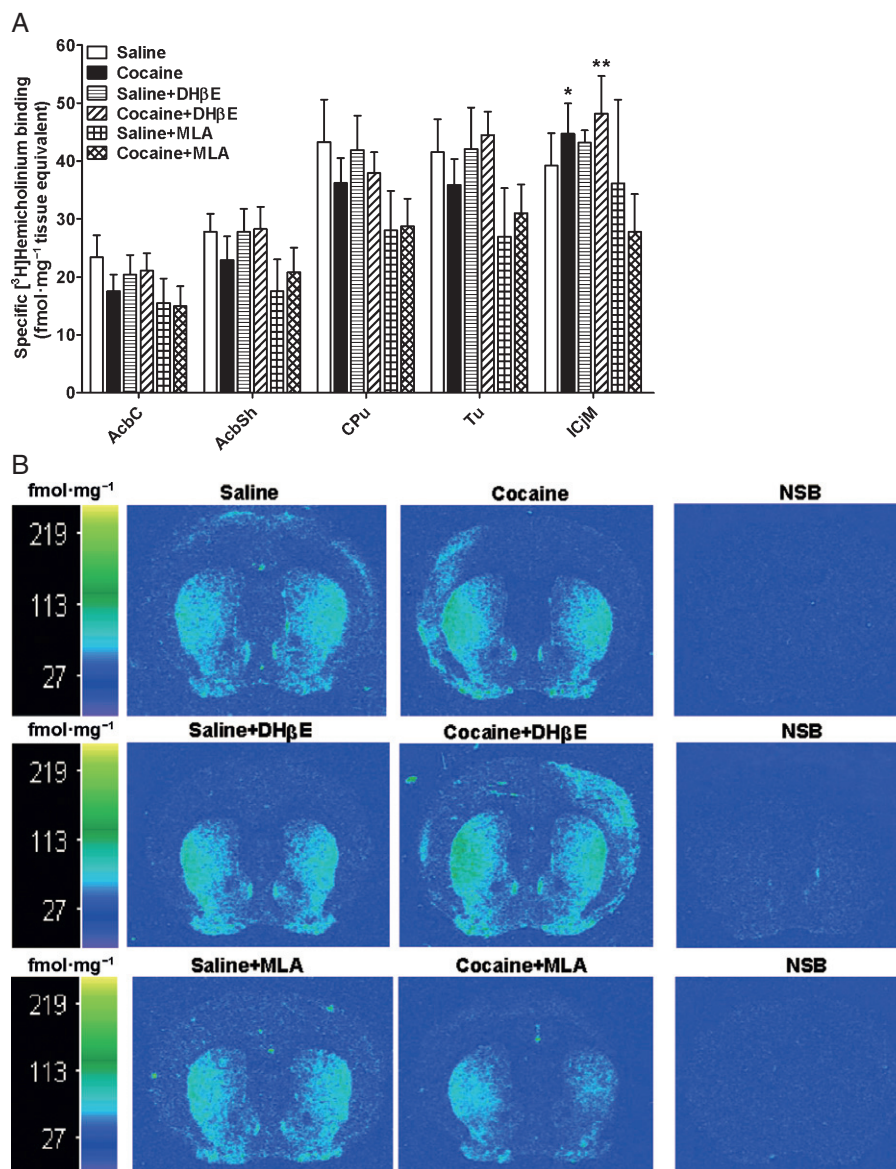 A
Specific [³H]Hemicholinium binding
(fmol·mg⁻¹ tissue equivalent)
60
50
40
30
20
10
0
Saline
Cocaine
Saline+DHβE
Cocaine+DHβE
Saline+MLA
Cocaine+MLA
*
**
AcbC
AcbSh
CPu
Tu
ICjM
B
fmol·mg⁻¹ Saline Cocaine NSB
219
113
27
fmol·mg⁻¹ Saline+DHβE Cocaine+DHβE NSB
219
113
27
fmol·mg⁻¹ Saline+MLA Cocaine+MLA NSB
219
113
27